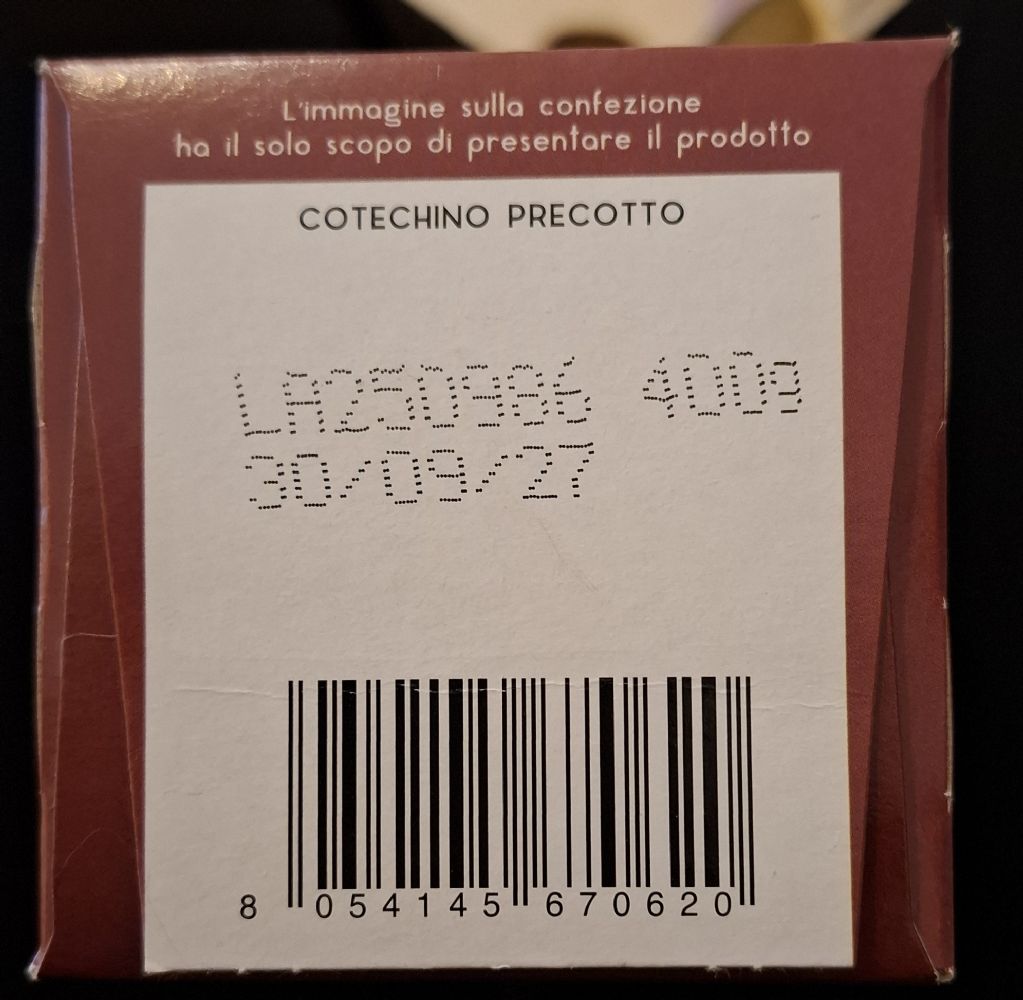 L'immagine sulla confezione
ha il solo scopo di presentare il prodotto
COTECHINO PRECOTTO
LA250986 400g
30/09/27
8 054145 670620